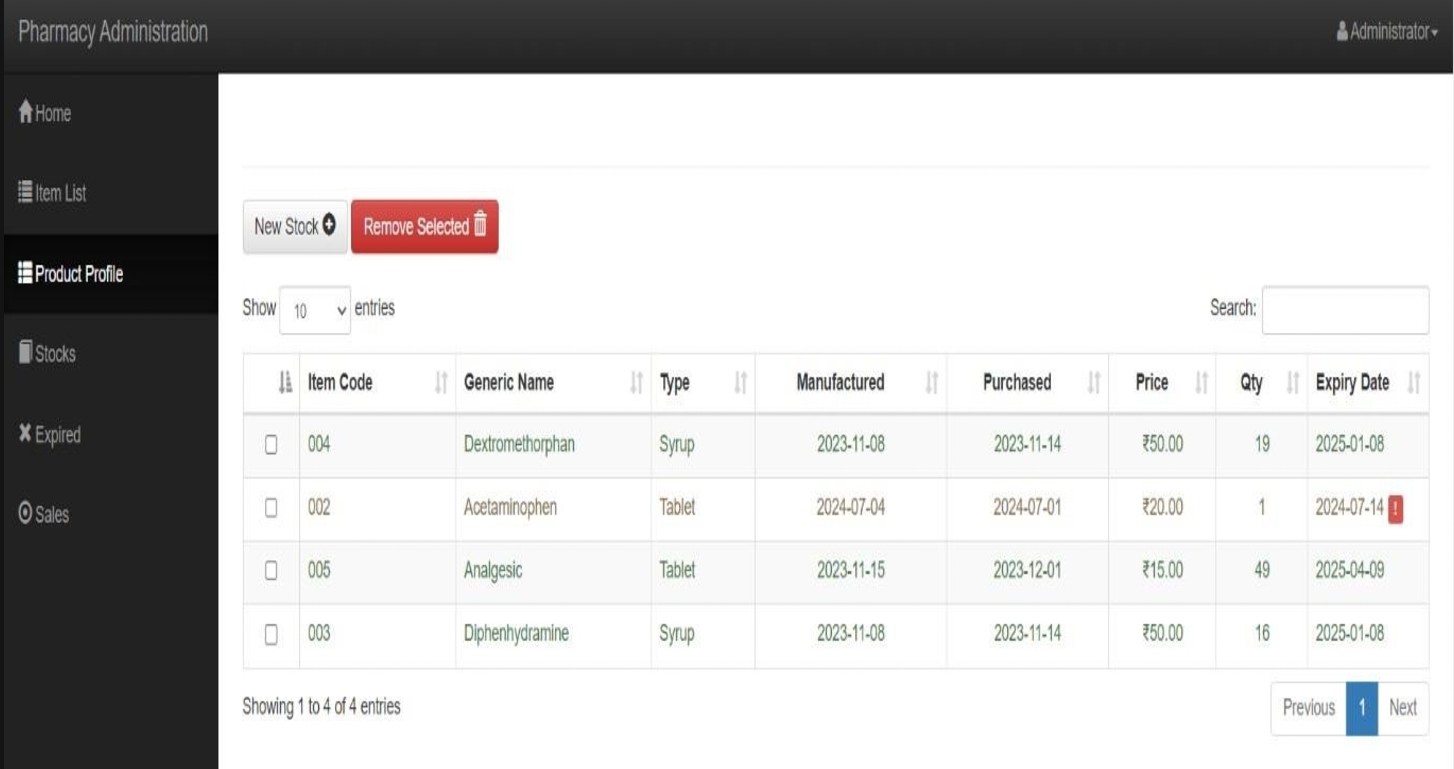 Pharmacy Administration
Administrator
Home
Item List
Product Profile
Stocks
Expired
Sales
New Stock
Remove Selected
Show 10 entries
Search:
Item Code Generic Name Type Manufactured Purchased Price Qty Expiry Date
004 Dextromethorphan Syrup 2023-11-08 2023-11-14 ₹50.00 19 2025-01-08
002 Acetaminophen Tablet 2024-07-04 2024-07-01 ₹20.00 1 2024-07-14 !
005 Analgesic Tablet 2023-11-15 2023-12-01 ₹15.00 49 2025-04-09
003 Diphenhydramine Syrup 2023-11-08 2023-11-14 ₹50.00 16 2025-01-08
Showing 1 to 4 of 4 entries
Previous 1 Next